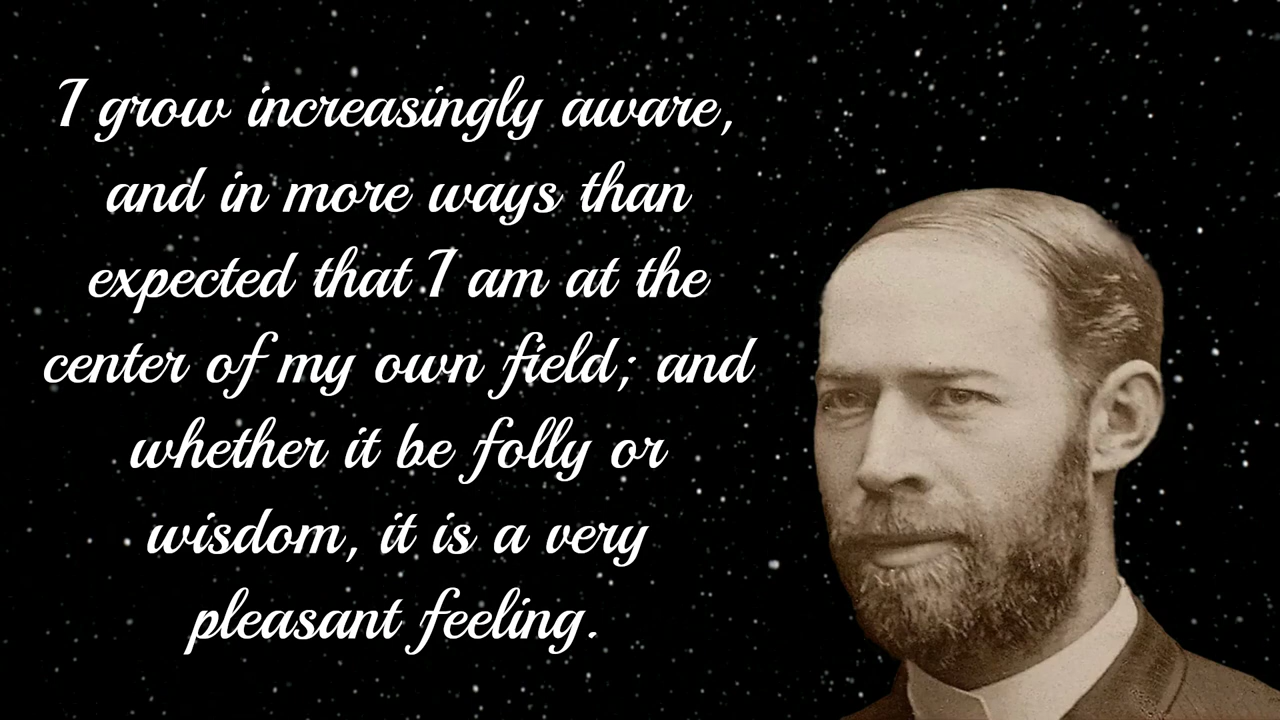 I grow increasingly aware,
and in more ways than
expected that I am at the
center of my own field; and
whether it be folly or
wisdom, it is a very
pleasant feeling.